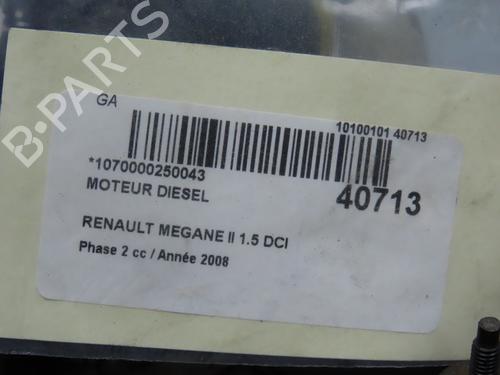 B-PARTS
GA
10100101 40713
*1070000250043
MOTEUR DIESEL
40713
RENAULT MEGANE II 1.5 DCI
Phase 2 cc / Année 2008